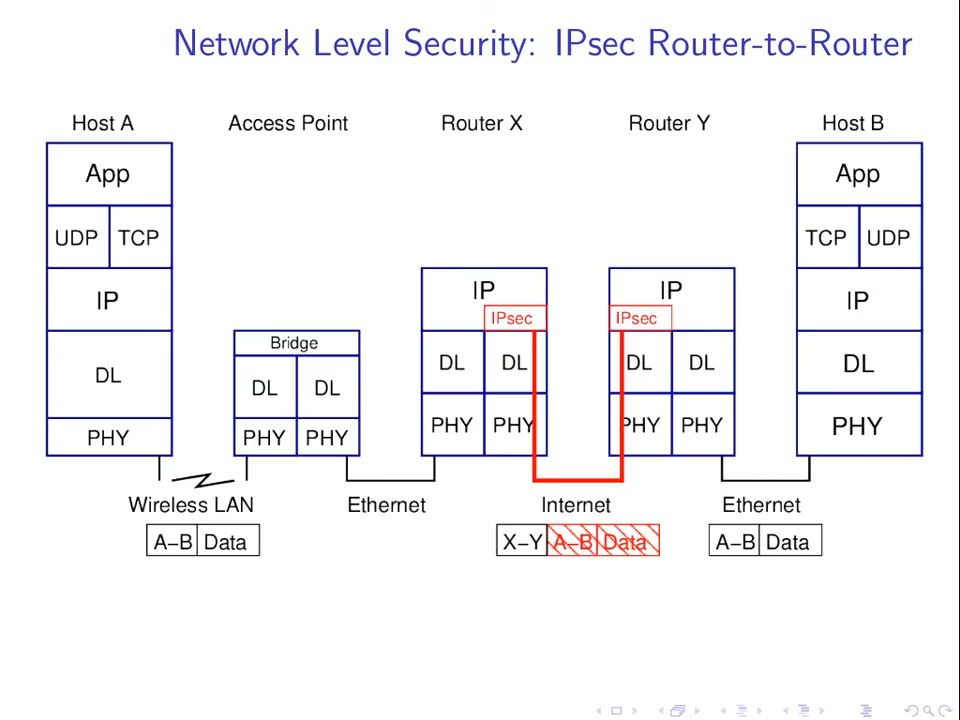 Network Level Security: IPsec Router-to-Router
Host A Access Point Router X Router Y Host B
App App
UDP TCP TCP UDP
IP IP IP IP
IPsec IPsec
Bridge
DL DL DL DL DL DL DL DL
PHY PHY PHY PHY PHY PHY PHY PHY
Wireless LAN Ethernet Internet Ethernet
A–B Data X–Y A–B Data A–B Data